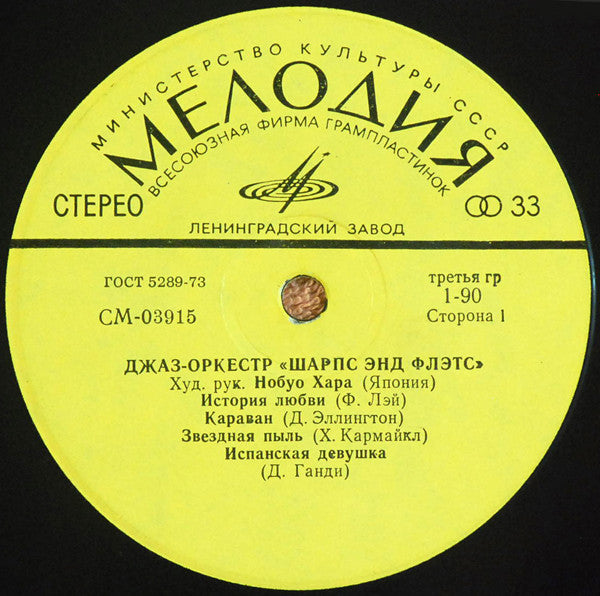 МИНИСТЕРСТВО КУЛЬТУРЫ СССР
МЕЛОДИЯ
ВСЕСОЮЗНАЯ ФИРМА ГРАМПЛАСТИНОК
СТЕРЕО
33
ЛЕНИНГРАДСКИЙ ЗАВОД
ГОСТ 5289-73
третья гр
1-90
СМ-03915
Сторона 1
ДЖАЗ-ОРКЕСТР «ШАРПС ЭНД ФЛЭТС»
Худ. рук. Нобуо Хара (Япония)
История любви (Ф. Лэй)
Караван (Д. Эллингтон)
Звездная пыль (Х. Кармайкл)
Испанская девушка
(Д. Ганди)